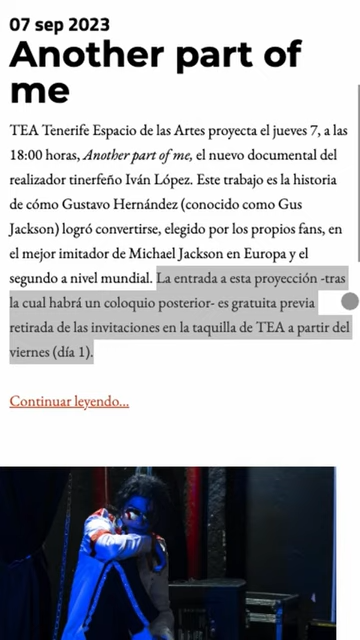 07 sep 2023
Another part of
me
TEA Tenerife Espacio de las Artes proyecta el jueves 7, a las
18:00 horas, Another part of me, el nuevo documental del
realizador tinerfeño Iván López. Este trabajo es la historia
de cómo Gustavo Hernández (conocido como Gus
Jackson) logró convertirse, elegido por los propios fans, en
el mejor imitador de Michael Jackson en Europa y el
segundo a nivel mundial. La entrada a esta proyección -tras
la cual habrá un coloquio posterior- es gratuita previa
retirada de las invitaciones en la taquilla de TEA a partir del
viernes (día 1).
Continuar leyendo...